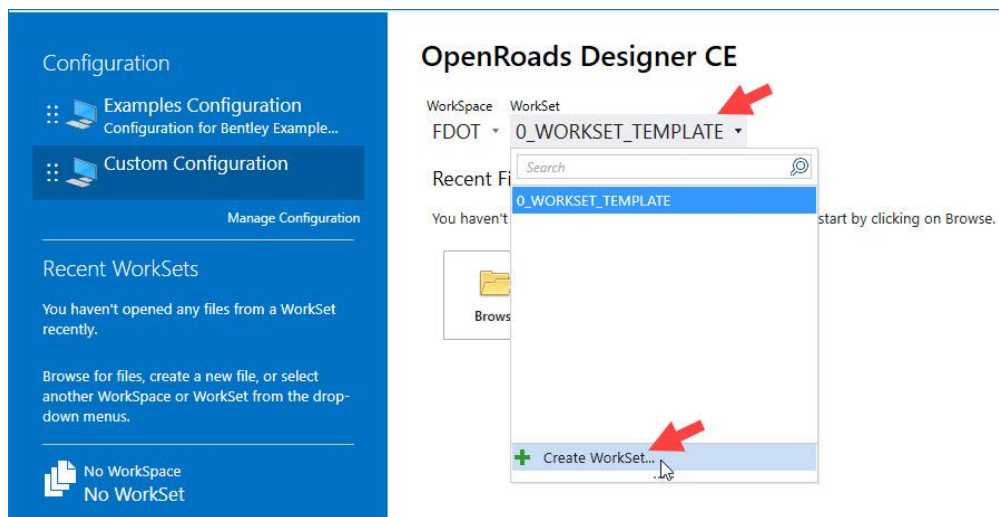 Configuration
Examples Configuration
Configuration for Bentley Example...
Custom Configuration
Manage Configuration
Recent WorkSets
You haven't opened any files from a WorkSet
recently.
Browse for files, create a new file, or select
another WorkSpace or WorkSet from the drop-
down menus.
No WorkSpace
No WorkSet
OpenRoads Designer CE
WorkSpace WorkSet
FDOT 0_WORKSET_TEMPLATE
Search
Recent Fi
0_WORKSET_TEMPLATE
You haven't start by clicking on Browse.
Brows
Create WorkSet...